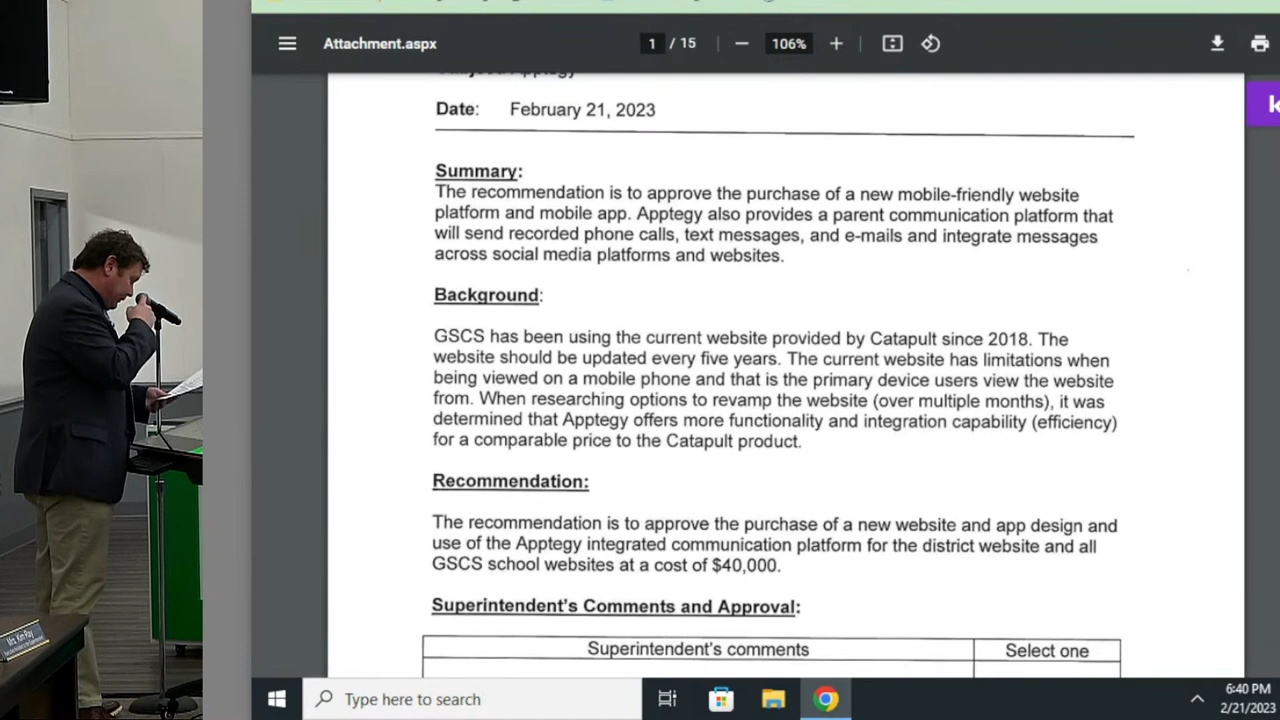 Attachment.aspx
1 / 15
106%
Date: February 21, 2023
Summary:
The recommendation is to approve the purchase of a new mobile-friendly website
platform and mobile app. Apptegy also provides a parent communication platform that
will send recorded phone calls, text messages, and e-mails and integrate messages
across social media platforms and websites.
Background:
GSCS has been using the current website provided by Catapult since 2018. The
website should be updated every five years. The current website has limitations when
being viewed on a mobile phone and that is the primary device users view the website
from. When researching options to revamp the website (over multiple months), it was
determined that Apptegy offers more functionality and integration capability (efficiency)
for a comparable price to the Catapult product.
Recommendation:
The recommendation is to approve the purchase of a new website and app design and
use of the Apptegy integrated communication platform for the district website and all
GSCS school websites at a cost of $40,000.
Superintendent's Comments and Approval:
Superintendent's comments
Select one
Mrs. Kim Ray
Type here to search
6:40 PM
2/21/2023